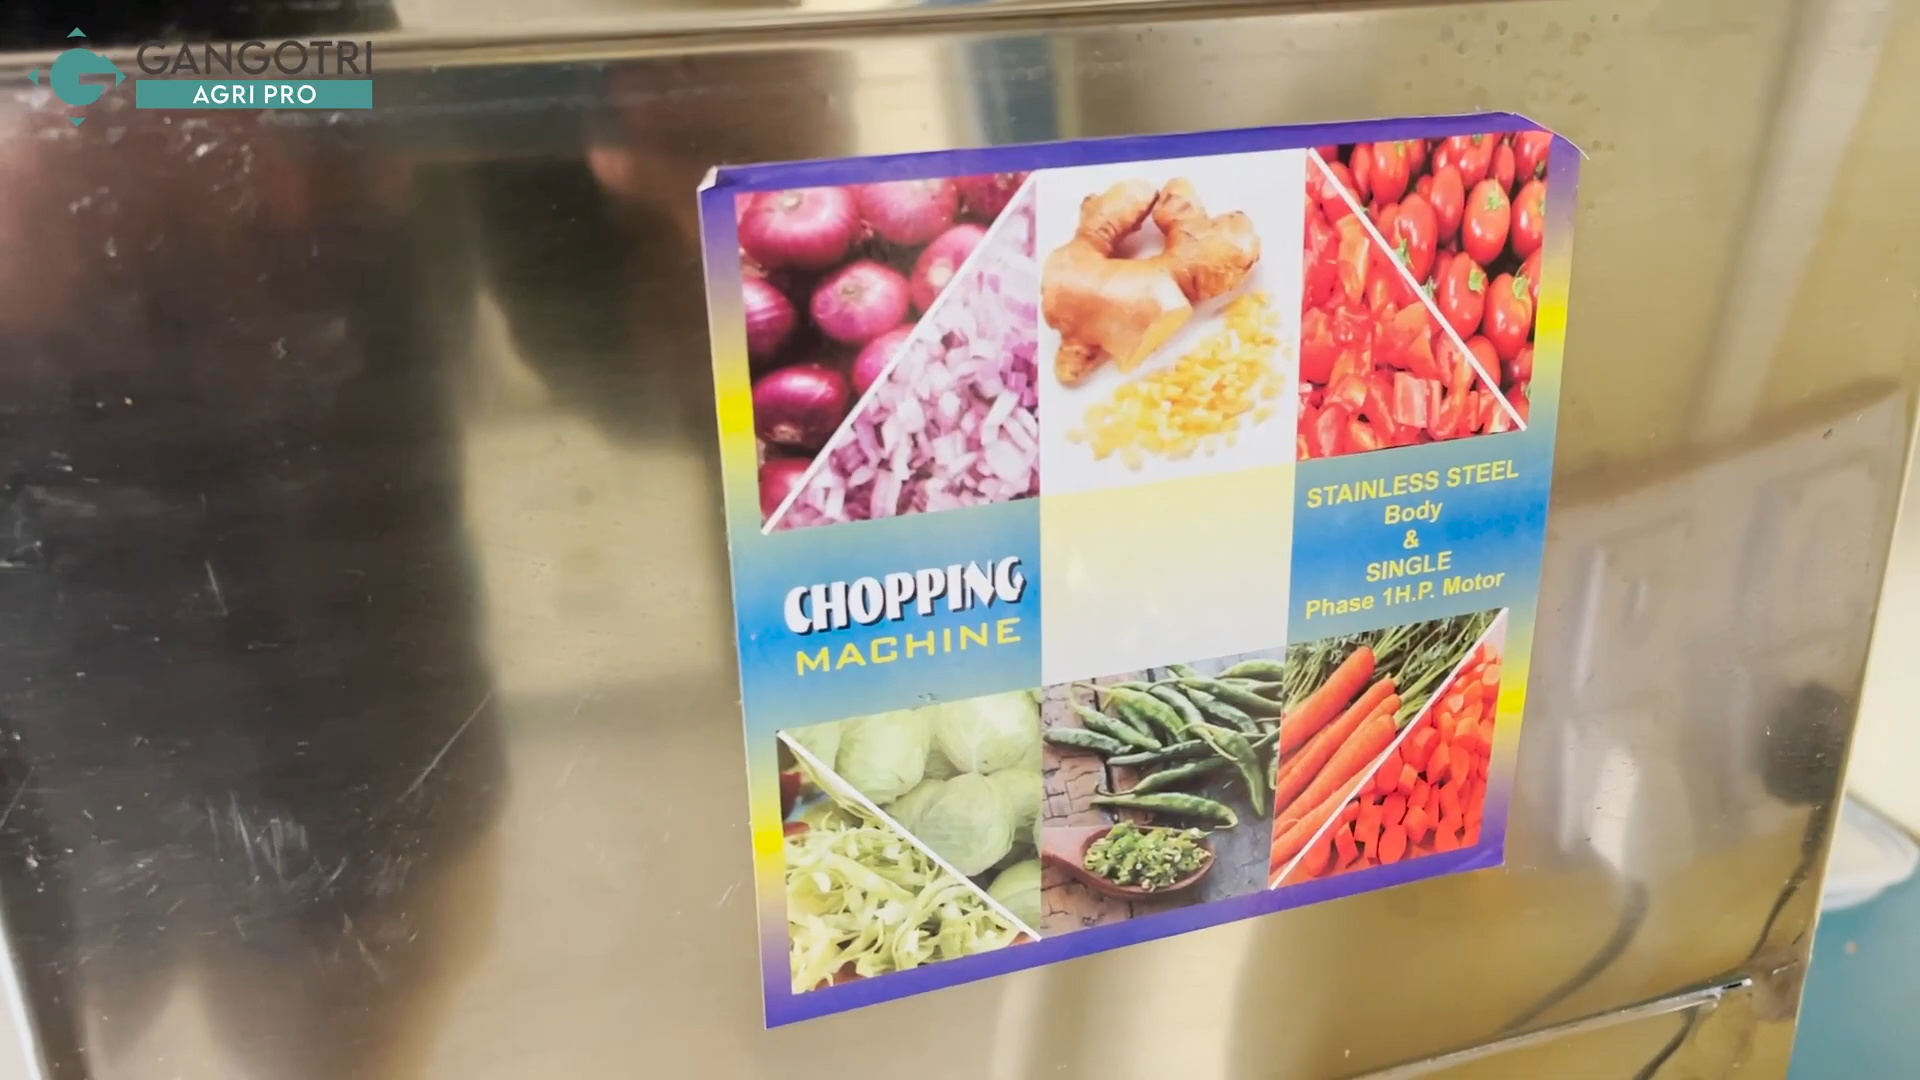 GANGOTRI
AGRI PRO
CHOPPING
MACHINE
STAINLESS STEEL
Body
&
SINGLE
Phase 1H.P. Motor